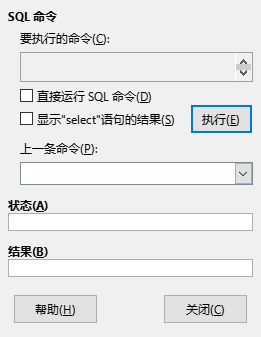 SQL 命令
要执行的命令(C):
直接运行 SQL 命令(D)
显示"select"语句的结果(S)
执行(E)
上一条命令(P):
状态(A)
结果(B)
帮助(H)
关闭(C)